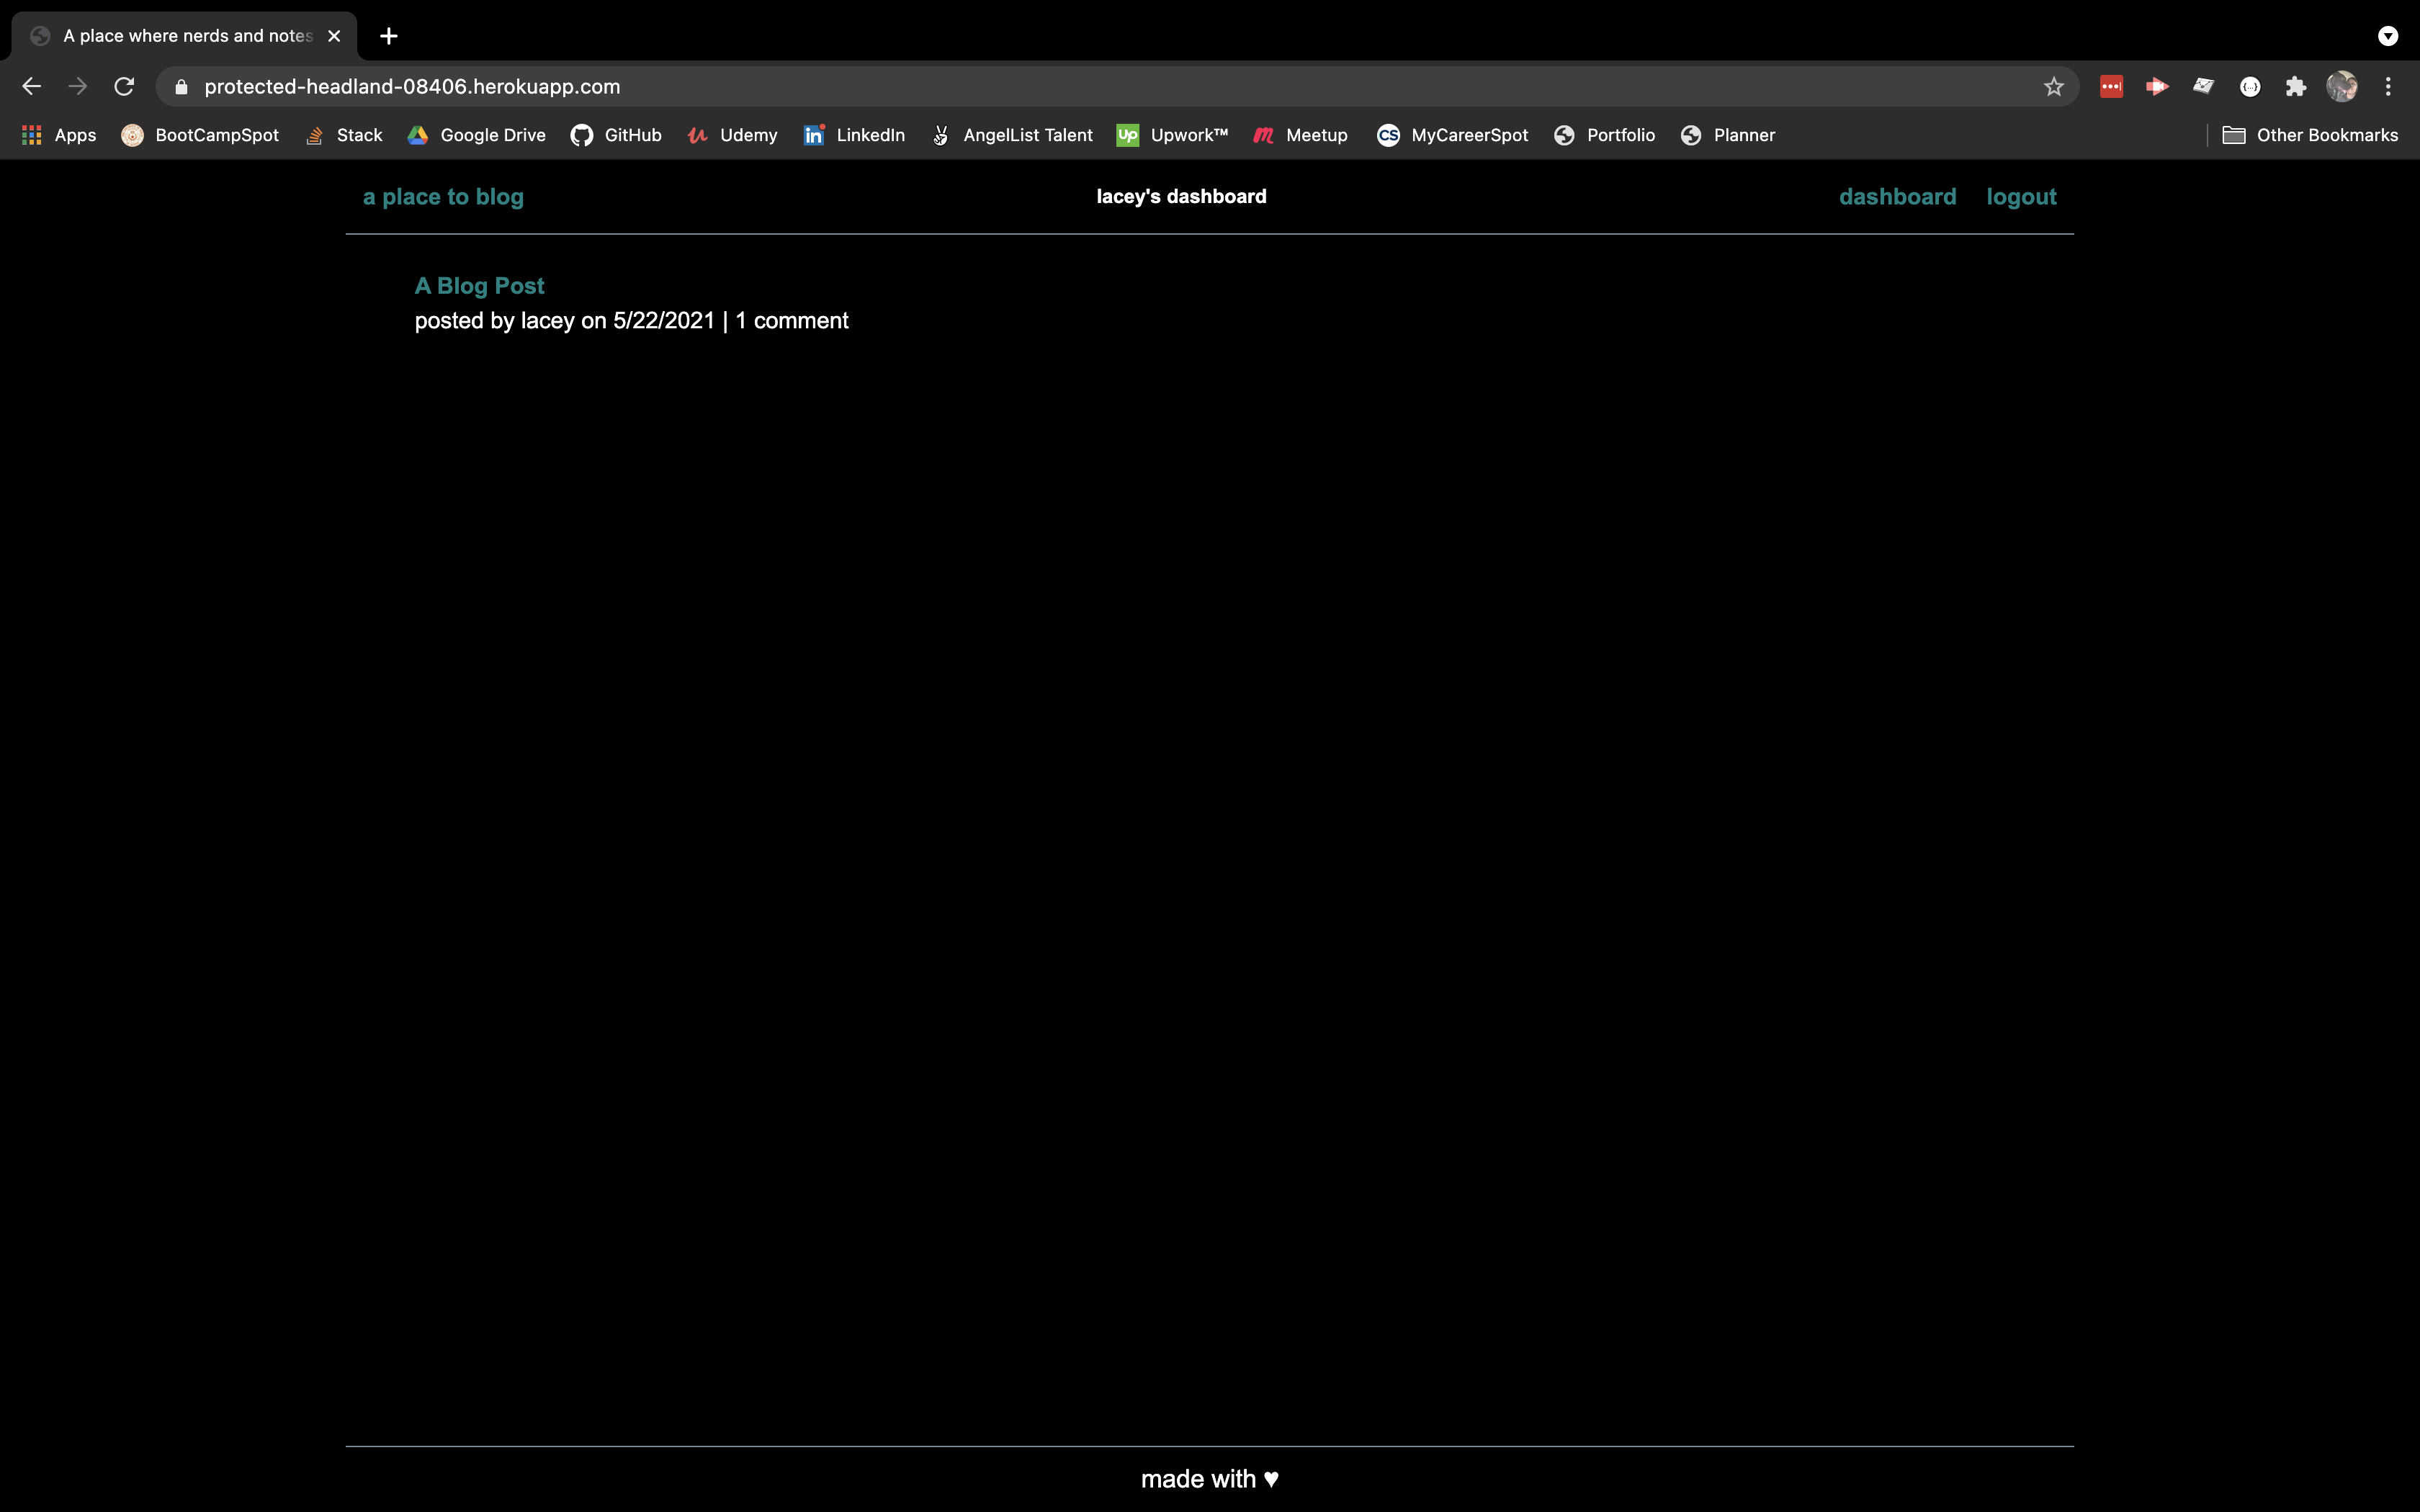 A place where nerds and notes
protected-headland-08406.herokuapp.com
Apps BootCampSpot Stack Google Drive GitHub Udemy LinkedIn AngelList Talent Upwork™ Meetup MyCareerSpot Portfolio Planner Other Bookmarks
a place to blog lacey's dashboard dashboard logout
A Blog Post
posted by lacey on 5/22/2021 | 1 comment
made with ♥